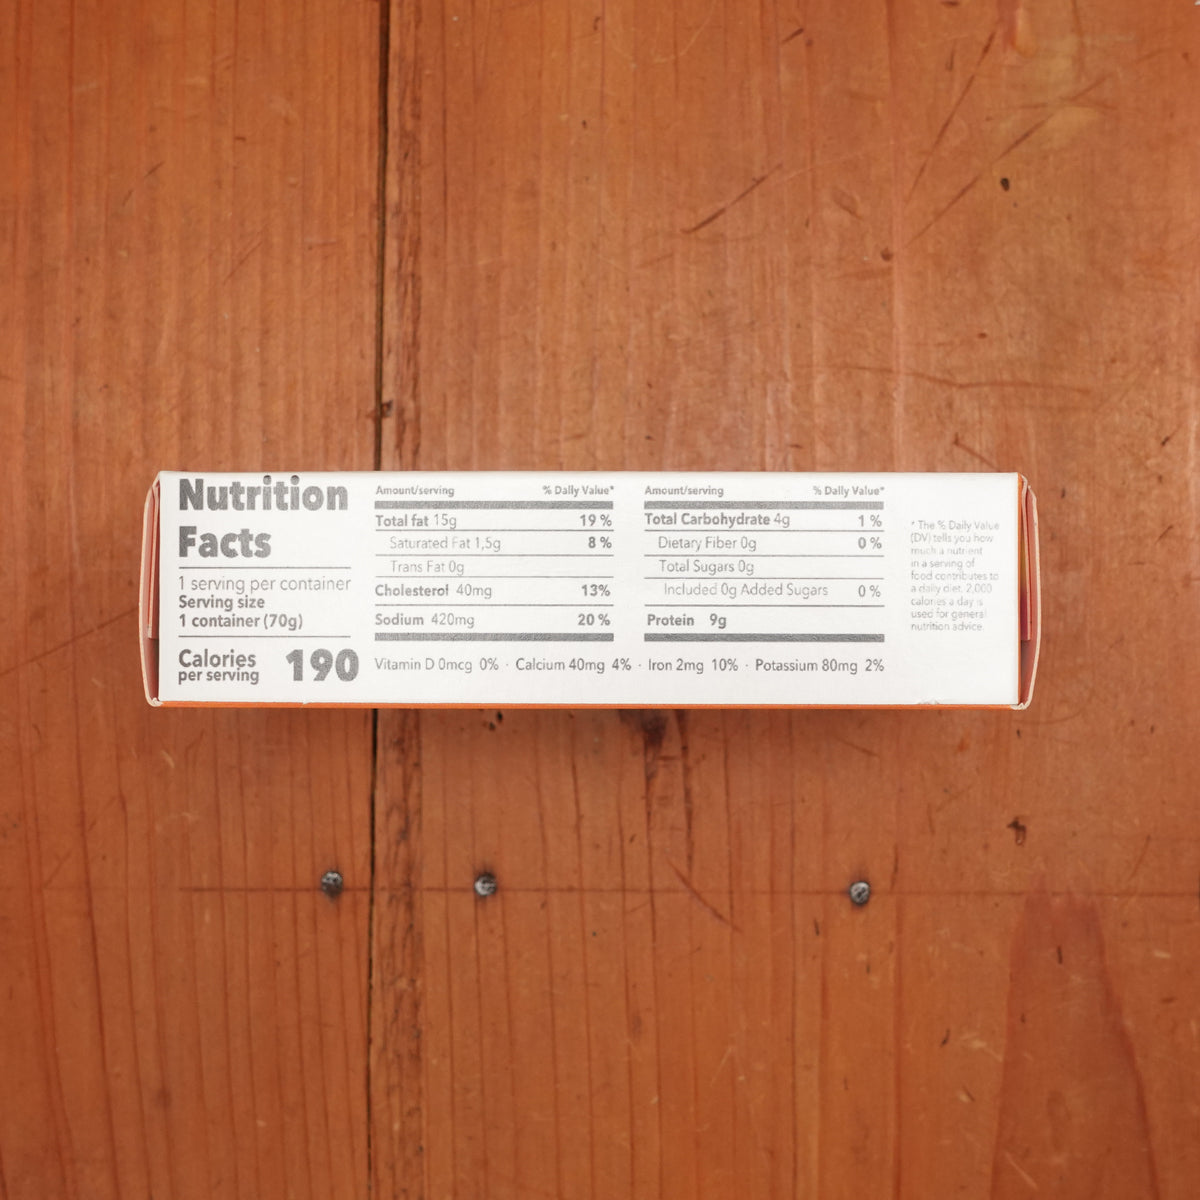 Nutrition
Facts
1 serving per container
Serving size
1 container (70g)
Calories
per serving 190
Amount/serving % Daily Value*
Total fat 15g 19 %
Saturated Fat 1,5g 8 %
Trans Fat 0g
Cholesterol 40mg 13%
Sodium 420mg 20 %
Amount/serving % Daily Value*
Total Carbohydrate 4g 1 %
Dietary Fiber 0g 0 %
Total Sugars 0g
Included 0g Added Sugars 0 %
Protein 9g
Vitamin D 0mcg 0% · Calcium 40mg 4% · Iron 2mg 10% · Potassium 80mg 2%
* The % Daily Value
(DV) tells you how
much a nutrient
in a serving of
food contributes to
a daily diet. 2,000
calories a day is
used for general
nutrition advice.